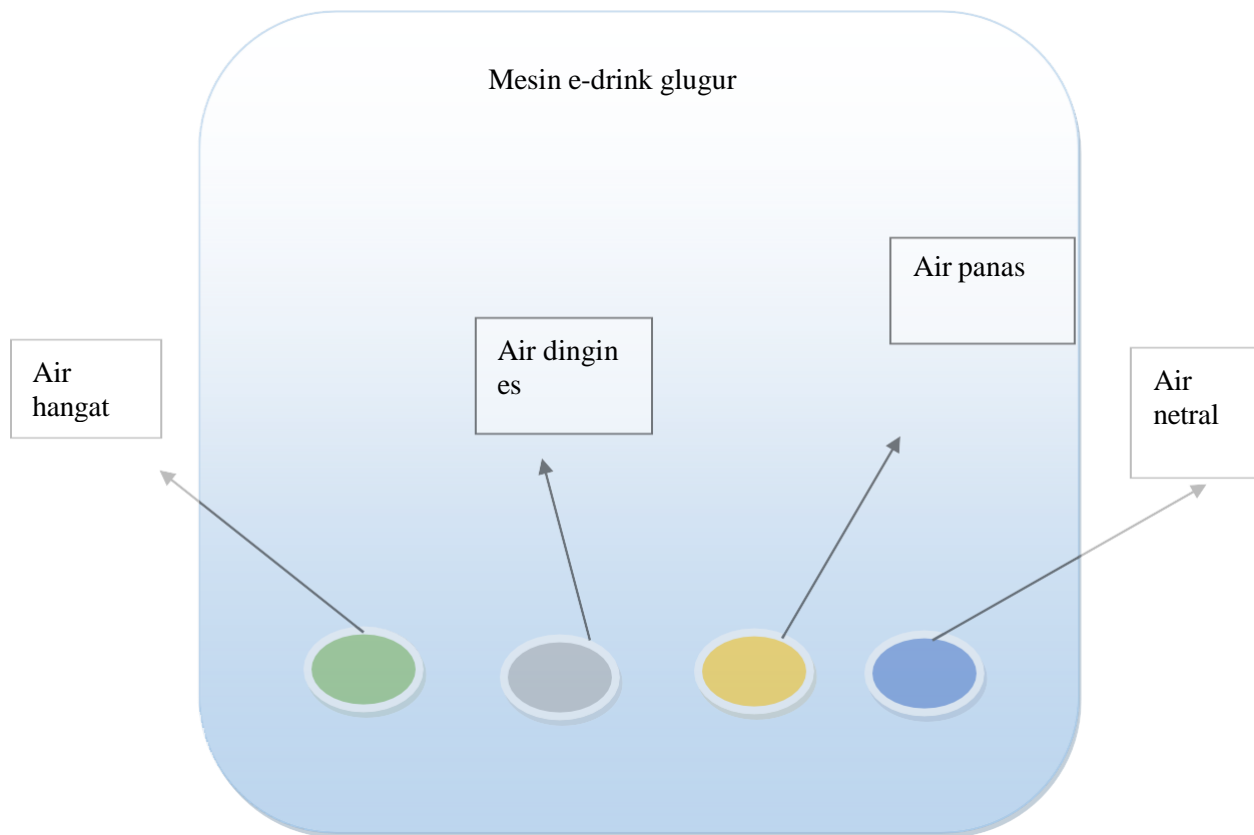 Mesin e-drink glugur
Air panas
Air dingin
es
Air
hangat
Air
netral